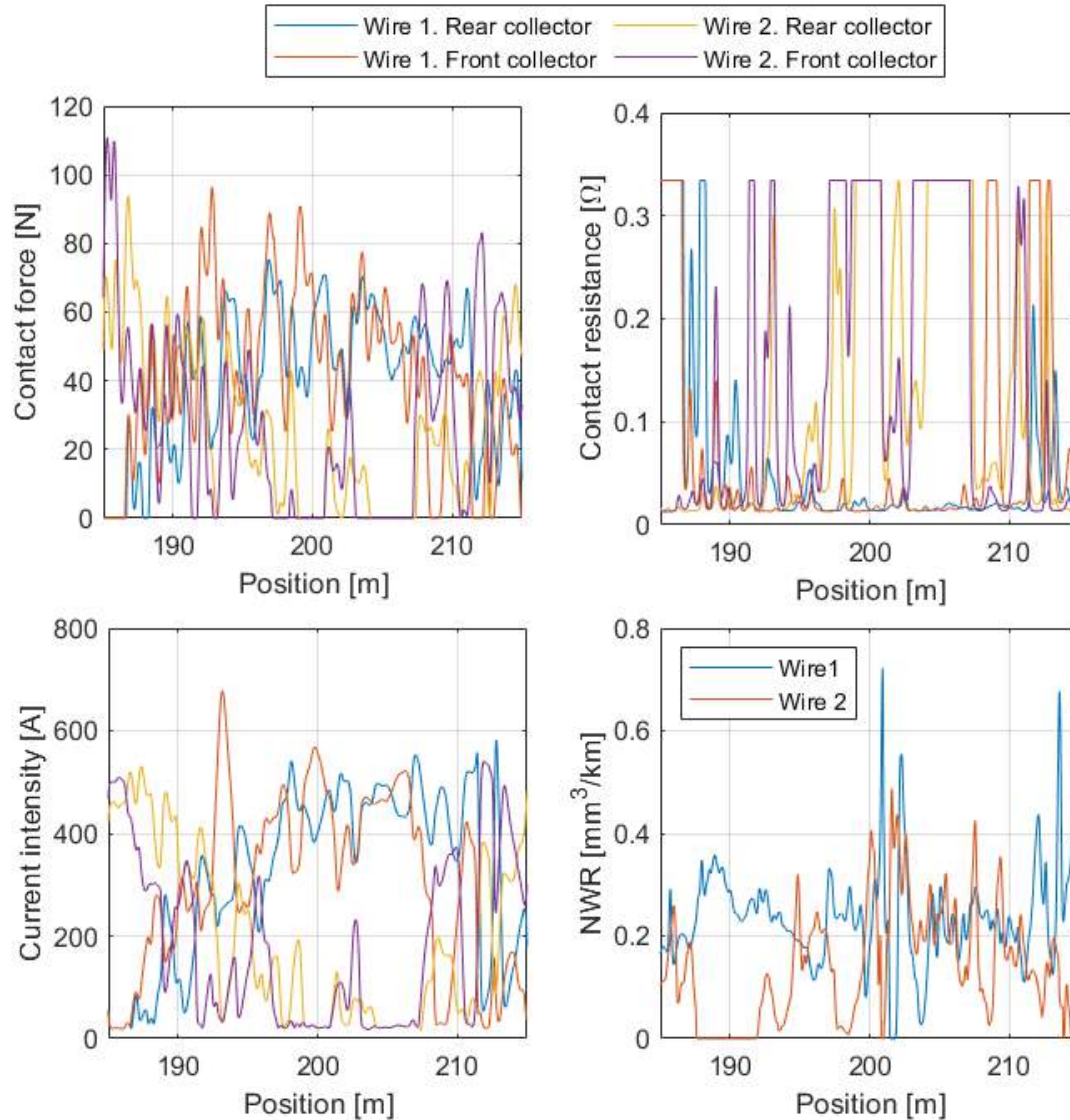 Wire 1. Rear collector
Wire 2. Rear collector
Wire 1. Front collector
Wire 2. Front collector
120
100
80
60
40
20
0
Contact force [N]
190
200
210
Position [m]
0.4
0.3
0.2
0.1
0
Contact resistance [Ω]
190
200
210
Position [m]
800
600
400
200
0
Current intensity [A]
190
200
210
Position [m]
0.8
0.6
0.4
0.2
0
NWR [mm³/km]
Wire1
Wire 2
190
200
210
Position [m]